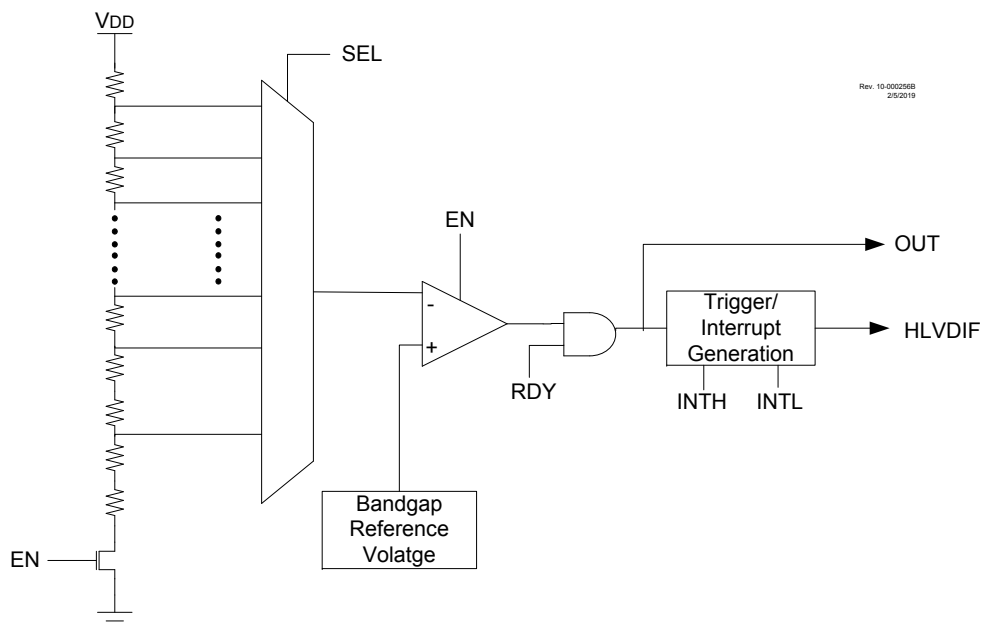 VDD
SEL
Rev. 10-000256B
2/5/2019
EN
OUT
-
+
Trigger/
Interrupt
Generation
HLVDIF
RDY
INTH
INTL
Bandgap
Reference
Volatge
EN